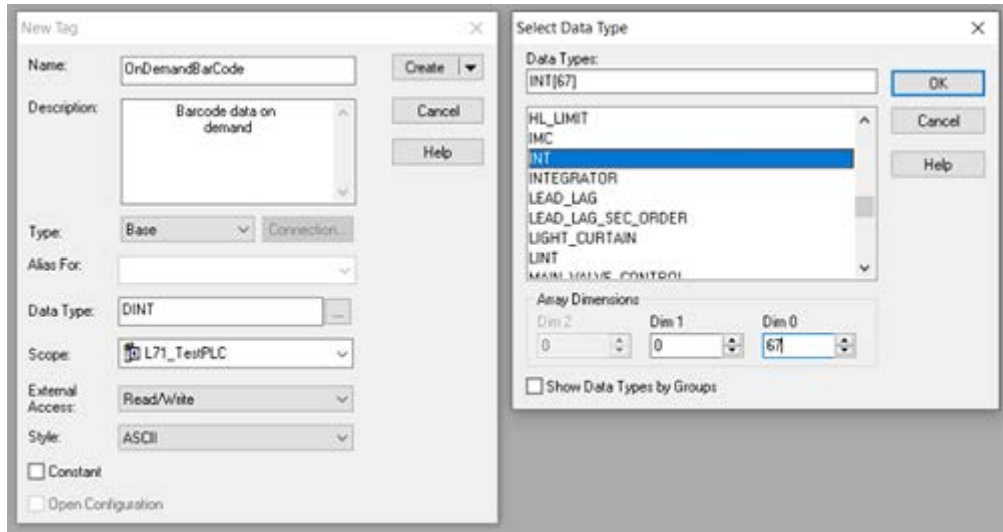 New Tag
Name:
OnDemandBarCode
Create
Description:
Barcode data on
demand
Cancel
Help
Type:
Base
Connection...
Alias For:
Data Type:
DINT
...
Scope:
L71_TestPLC
External
Access:
Read/Write
Style:
ASCII
Constant
Open Configuration
Select Data Type
Data Types:
INT[67]
OK
HL_LIMIT
Cancel
IMC
INT
Help
INTEGRATOR
LEAD_LAG
LEAD_LAG_SEC_ORDER
LIGHT_CURTAIN
LINT
MAIN_VALVE_CONTROL
Array Dimensions
Dim 2 Dim 1 Dim 0
0 0 67
Show Data Types by Groups